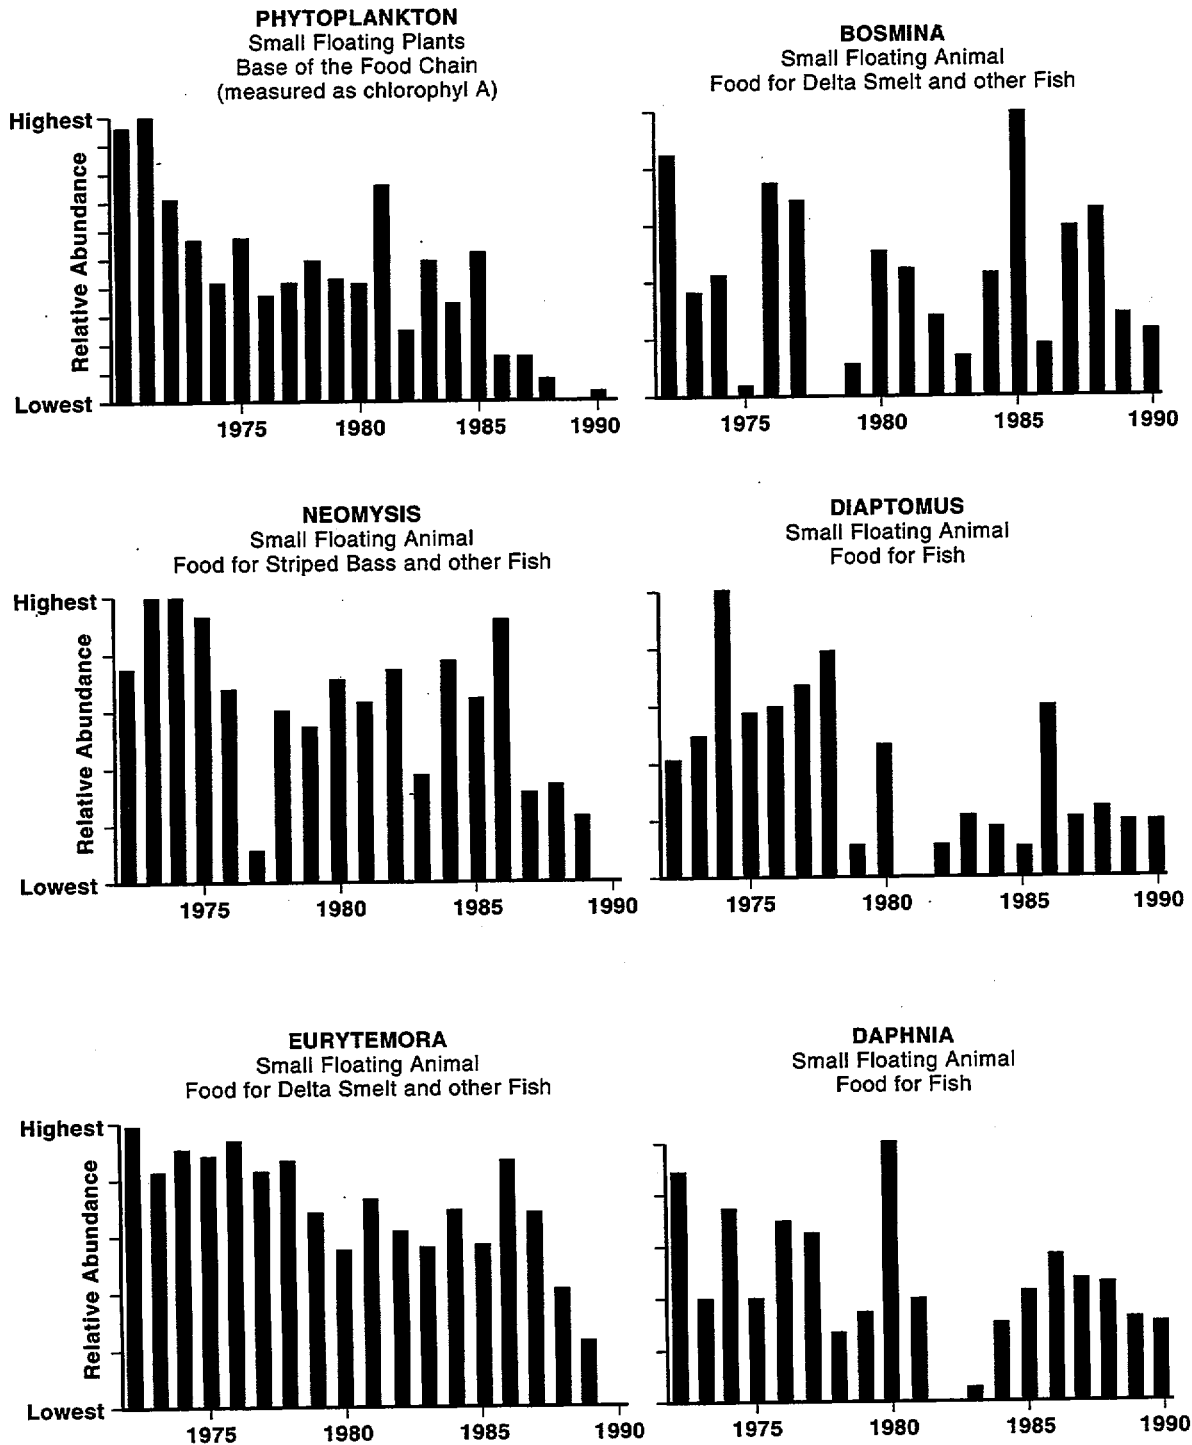 PHYTOPLANKTON
Small Floating Plants
Base of the Food Chain
(measured as chlorophyl A)
Highest
Relative Abundance
Lowest
1975 1980 1985 1990
BOSMINA
Small Floating Animal
Food for Delta Smelt and other Fish
1975 1980 1985 1990
NEOMYSIS
Small Floating Animal
Food for Striped Bass and other Fish
Highest
Relative Abundance
Lowest
1975 1980 1985 1990
DIAPTOMUS
Small Floating Animal
Food for Fish
1975 1980 1985 1990
EURYTEMORA
Small Floating Animal
Food for Delta Smelt and other Fish
Highest
Relative Abundance
Lowest
1975 1980 1985 1990
DAPHNIA
Small Floating Animal
Food for Fish
1975 1980 1985 1990